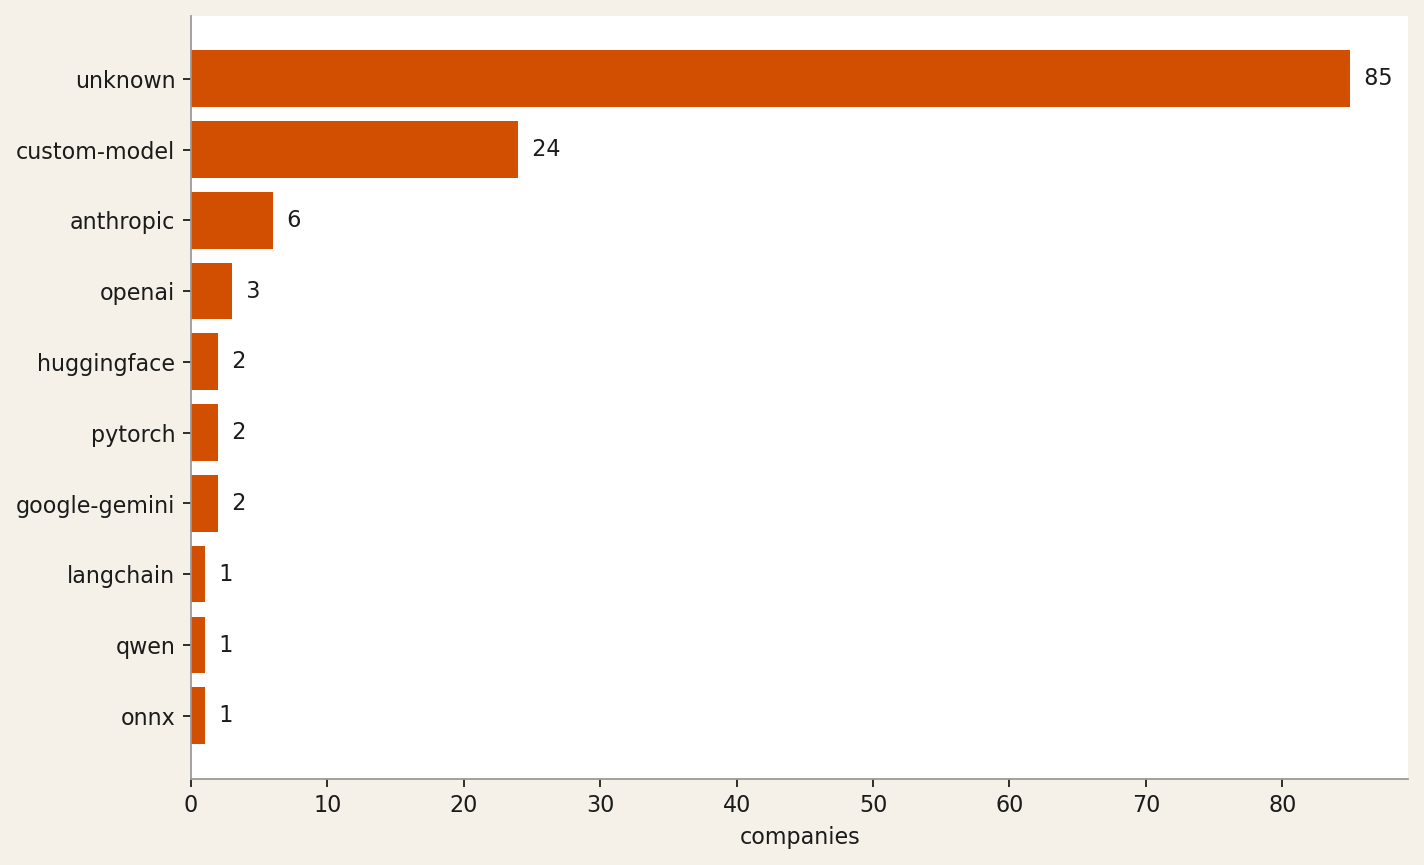 unknown 85
custom-model 24
anthropic 6
openai 3
huggingface 2
pytorch 2
google-gemini 2
langchain 1
qwen 1
onnx 1
0 10 20 30 40 50 60 70 80
companies